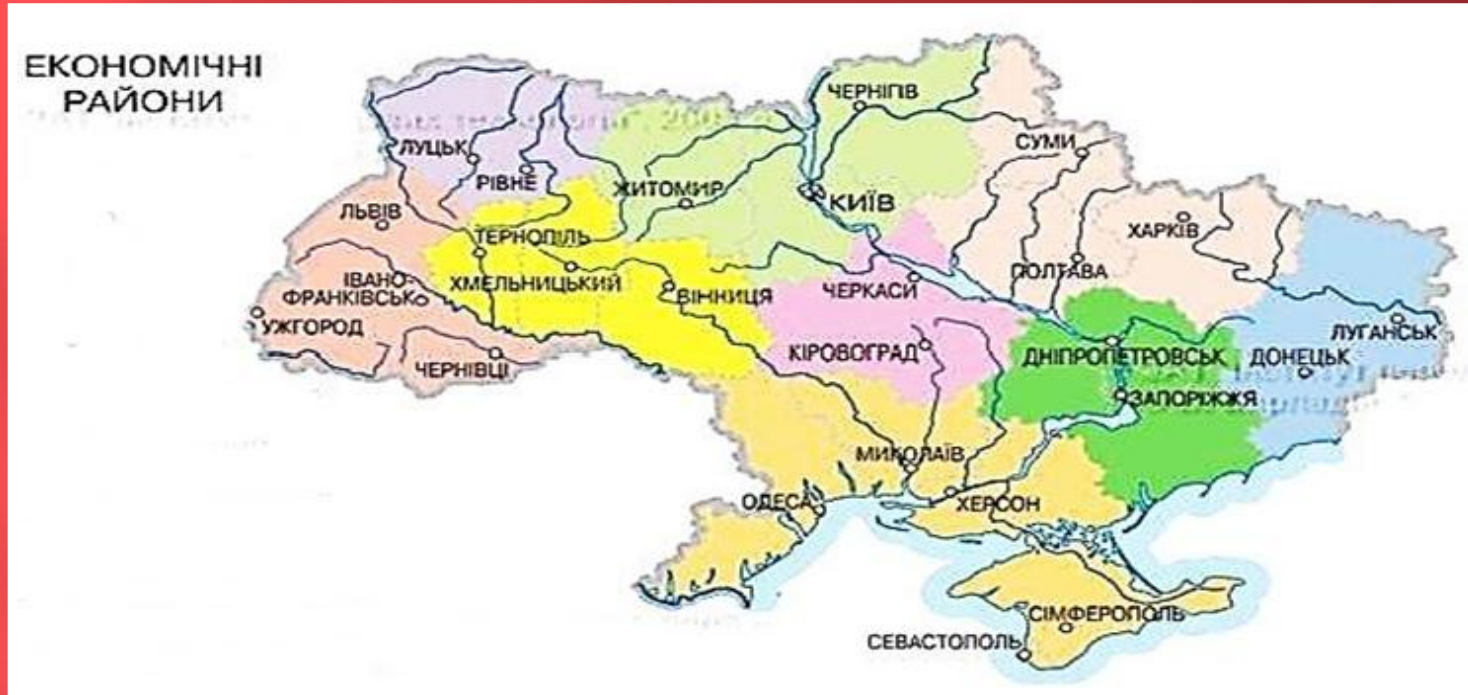 ЕКОНОМІЧНІ
РАЙОНИ
ЧЕРНІГІВ
СУМИ
ЛУЦЬК
РІВНЕ
ЖИТОМИР
КИЇВ
ЛЬВІВ
ХАРКІВ
ТЕРНОПІЛЬ
ІВАНО-
ФРАНКІВСЬК
ХМЕЛЬНИЦЬКИЙ
ВІННИЦЯ
ЧЕРКАСИ
ПОЛТАВА
УЖГОРОД
ЛУГАНСЬК
КІРОВОГРАД
ДНІПРОПЕТРОВСЬК
ДОНЕЦЬК
ЧЕРНІВЦІ
ЗАПОРІЖЖЯ
МИКОЛАЇВ
ОДЕСА
ХЕРСОН
СІМФЕРОПОЛЬ
СЕВАСТОПОЛЬ